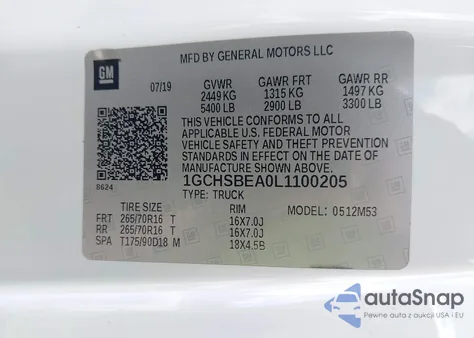 MFD BY GENERAL MOTORS LLC
GM
07/19 GVWR GAWR FRT GAWR RR
2449 KG 1315 KG 1497 KG
5400 LB 2900 LB 3300 LB
THIS VEHICLE CONFORMS TO ALL
APPLICABLE U.S. FEDERAL MOTOR
VEHICLE SAFETY AND THEFT PREVENTION
STANDARDS IN EFFECT ON THE DATE OF
MANUFACTURE SHOWN ABOVE.
8624
1GCHSBEA0L1100205
TYPE: TRUCK
TIRE SIZE RIM MODEL: 0512M53
FRT 265/70R16 T 16X7.0J
RR 265/70R16 T 16X7.0J
SPA T175/90D18 M 18X4.5B
autoSnap
Pewne auta z USA i EU